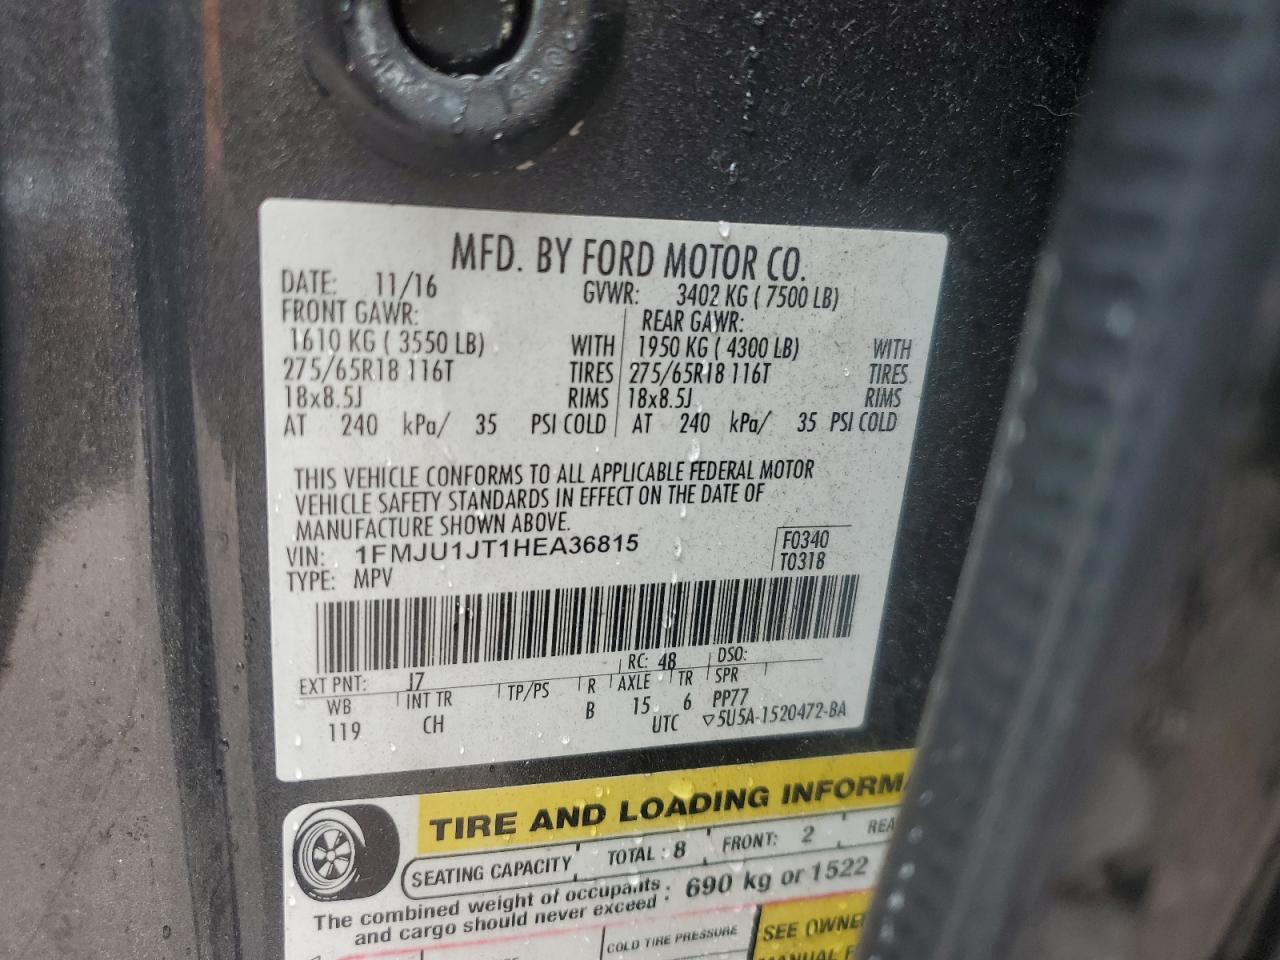 MFD. BY FORD MOTOR CO.
DATE: 11/16 GVWR: 3402 KG ( 7500 LB)
FRONT GAWR: REAR GAWR:
1610 KG ( 3550 LB) WITH 1950 KG ( 4300 LB) WITH
275/65R18 116T TIRES 275/65R18 116T TIRES
18x8.5J RIMS 18x8.5J RIMS
AT 240 kPa/ 35 PSI COLD AT 240 kPa/ 35 PSI COLD
THIS VEHICLE CONFORMS TO ALL APPLICABLE FEDERAL MOTOR
VEHICLE SAFETY STANDARDS IN EFFECT ON THE DATE OF
MANUFACTURE SHOWN ABOVE.
VIN: 1FMJU1JT1HEA36815 F0340
TYPE: MPV T0318
EXT PNT: J7 RC: 48 DSO:
WB INT TR TP/PS R AXLE TR SPR
119 CH B 15 6 PP77
UTC ▽5U5A-1520472-BA
TIRE AND LOADING INFORMA
SEATING CAPACITY TOTAL : 8 FRONT: 2 REA
The combined weight of occupants
and cargo should never exceed : 690 kg or 1522
COLD TIRE PRESSURE
SEE OWNE
MANUAL F